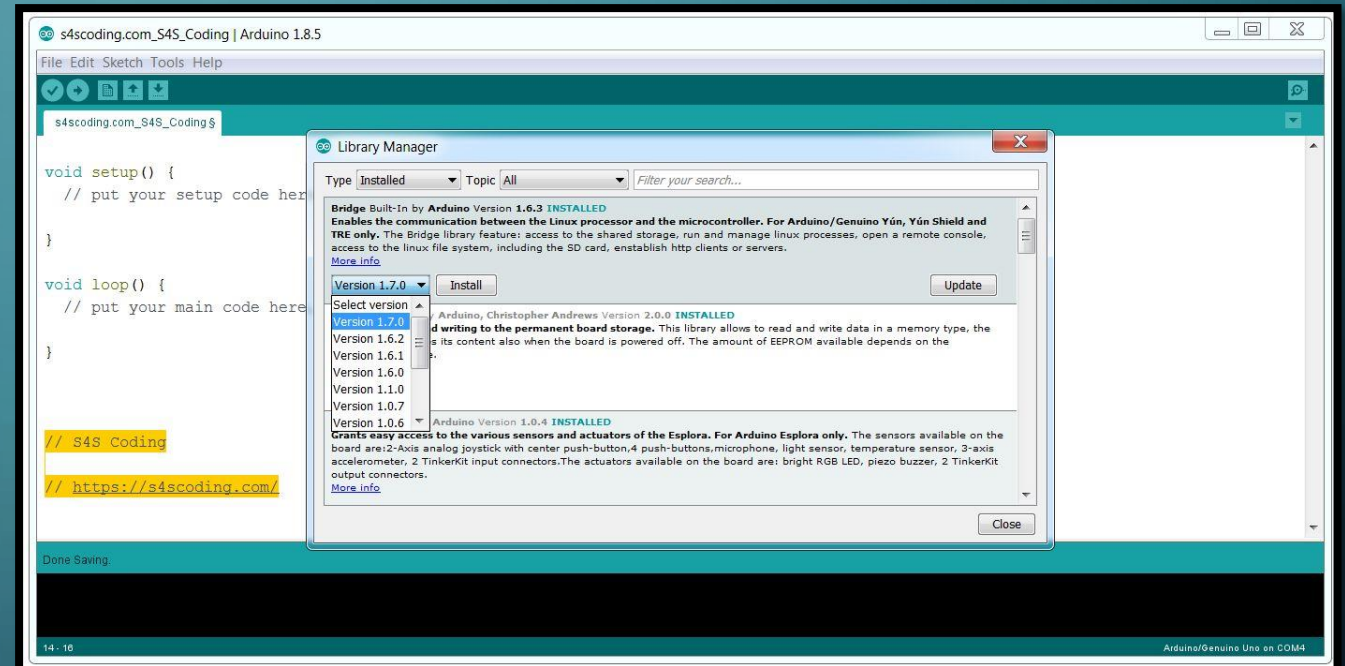 s4scoding.com_S4S_Coding | Arduino 1.8.5
File Edit Sketch Tools Help
s4scoding.com_S4S_Coding §
void setup() {
// put your setup code her
}
void loop() {
// put your main code here
}
// S4S Coding
// https://s4scoding.com/
Library Manager
Type Installed Topic All Filter your search...
Bridge Built-In by Arduino Version 1.6.3 INSTALLED
Enables the communication between the Linux processor and the microcontroller. For Arduino/Genuino Yún, Yún Shield and
TRE only. The Bridge library feature: access to the shared storage, run and manage linux processes, open a remote console,
access to the linux file system, including the SD card, enstablish http clients or servers.
More info
Version 1.7.0 Install Update
Select version
Version 1.7.0
Version 1.6.2
Version 1.6.1
Version 1.6.0
Version 1.1.0
Version 1.0.7
Version 1.0.6
Arduino, Christopher Andrews Version 2.0.0 INSTALLED
d writing to the permanent board storage. This library allows to read and write data in a memory type, the
s its content also when the board is powered off. The amount of EEPROM available depends on the
Arduino Version 1.0.4 INSTALLED
Grants easy access to the various sensors and actuators of the Esplora. For Arduino Esplora only. The sensors available on the
board are:2-Axis analog joystick with center push-button,4 push-buttons,microphone, light sensor, temperature sensor, 3-axis
accelerometer, 2 TinkerKit input connectors.The actuators available on the board are: bright RGB LED, piezo buzzer, 2 TinkerKit
output connectors.
More info
Close
Done Saving.
14 - 16
Arduino/Genuino Uno on COM4